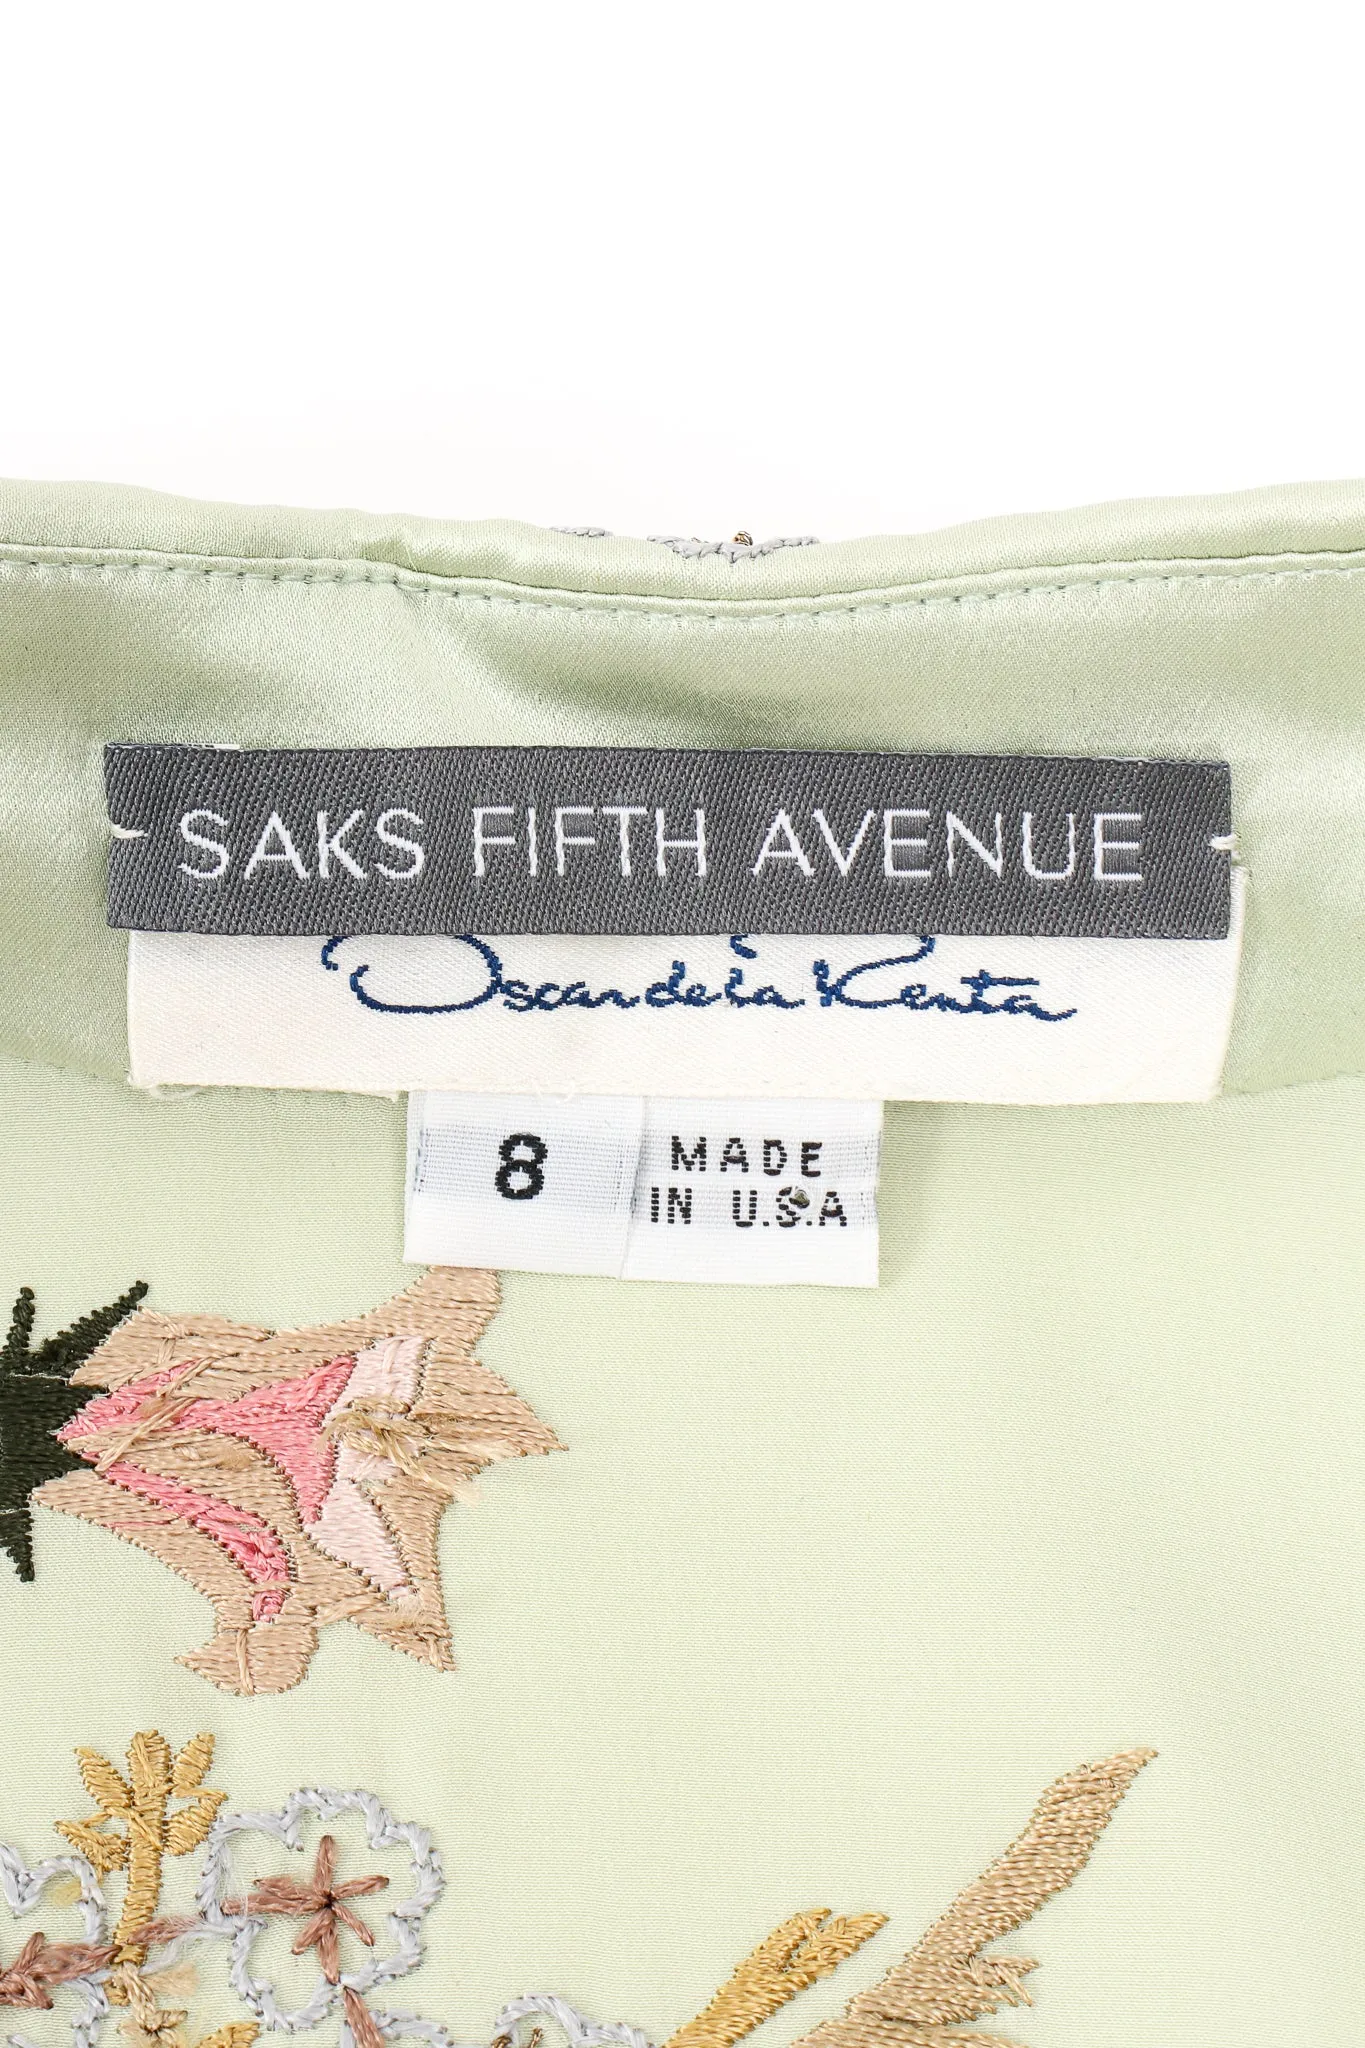 SAKS FIFTH AVENUE
Oscar de la Renta
8
MADE
IN U.S.A